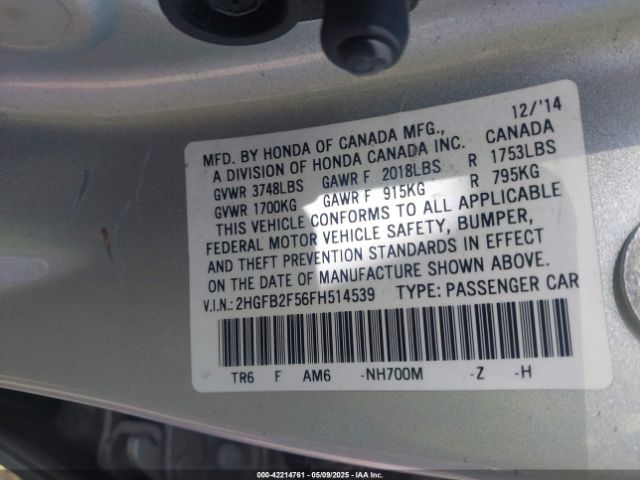 12/'14
MFD. BY HONDA OF CANADA MFG.,
A DIVISION OF HONDA CANADA INC. CANADA
GVWR 3748LBS GAWR F 2018LBS R 1753LBS
GVWR 1700KG GAWR F 915KG R 795KG
THIS VEHICLE CONFORMS TO ALL APPLICABLE
FEDERAL MOTOR VEHICLE SAFETY, BUMPER,
AND THEFT PREVENTION STANDARDS IN EFFECT
ON THE DATE OF MANUFACTURE SHOWN ABOVE.
V.I.N.: 2HGFB2F56FH514539 TYPE: PASSENGER CAR
TR6 F AM6 -NH700M -Z -H
000-42214761 - 05/09/2025 - IAAI.COM